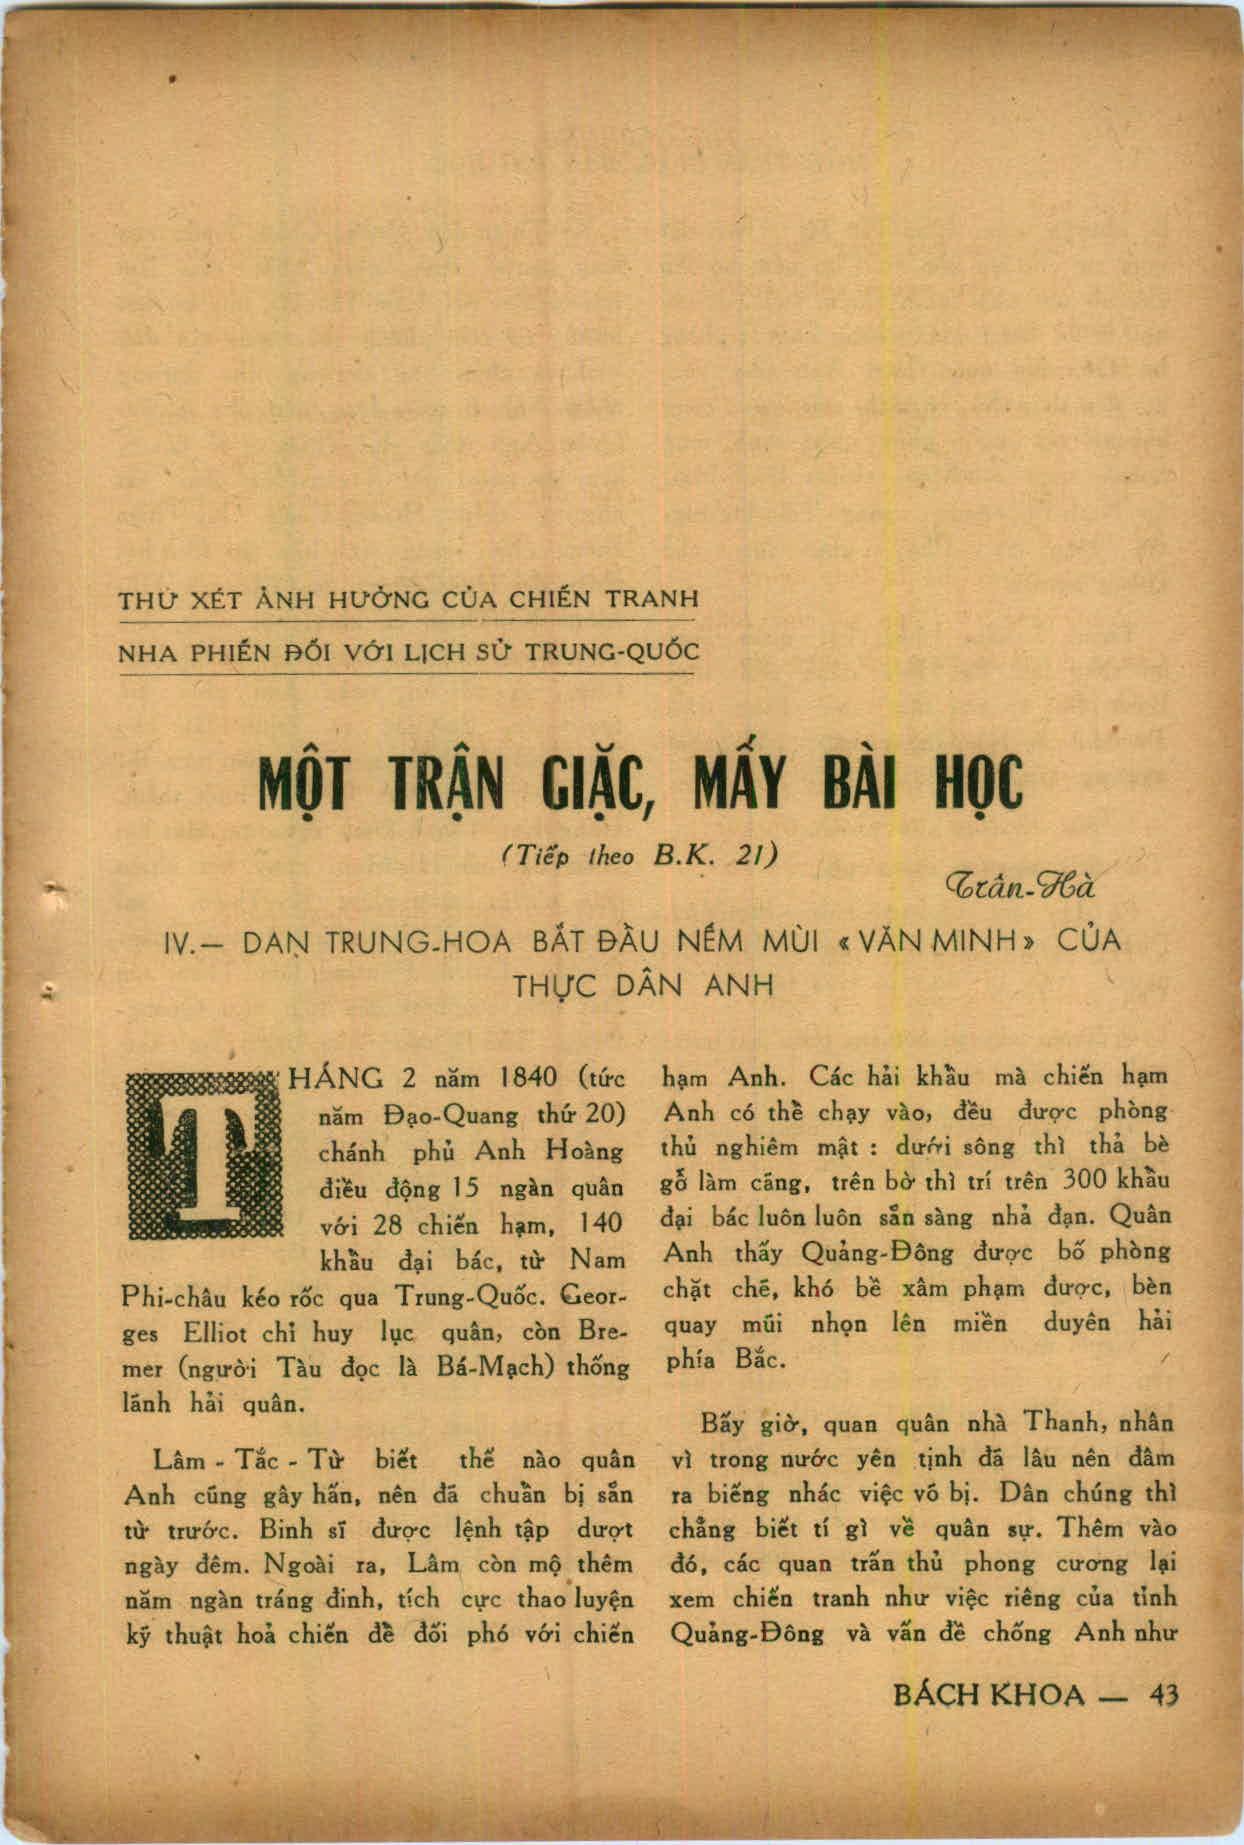 THỬ XÉT ẢNH HƯỞNG CỦA CHIẾN TRANH
NHA PHIẾN ĐỐI VỚI LỊCH SỬ TRUNG-QUỐC
MỘT TRẬN GIẶC, MẤY BÀI HỌC
(Tiếp theo B.K. 21)
Trần-Hà
IV.— DAN TRUNG-HOA BẮT ĐẦU NẾM MÙI « VĂN MINH » CỦA
THỰC DÂN ANH
THÁNG 2 năm 1840 (tức
năm Đạo-Quang thứ 20)
chánh phủ Anh Hoàng
điều động 15 ngàn quân
với 28 chiến hạm, 140
khẩu đại bác, từ Nam
Phi-châu kéo rốc qua Trung-Quốc. Geor-
ges Elliot chỉ huy lục quân, còn Bre-
mer (người Tàu đọc là Bá-Mạch) thống
lãnh hải quân.
Lâm - Tắc - Từ biết thế nào quân
Anh cũng gây hấn, nên đã chuẩn bị sẵn
từ trước. Binh sĩ được lệnh tập dượt
ngày đêm. Ngoài ra, Lâm còn mộ thêm
năm ngàn tráng đinh, tích cực thao luyện
kỹ thuật hoả chiến để đối phó với chiến
hạm Anh. Các hải khẩu mà chiến hạm
Anh có thể chạy vào, đều được phòng
thủ nghiêm mật : dưới sông thì thả bè
gỗ làm cãng, trên bờ thì trí trên 300 khẩu
đại bác luôn luôn sẵn sàng nhả đạn. Quân
Anh thấy Quảng-Đông được bố phòng
chặt chẽ, khó bề xâm phạm được, bèn
quay mũi nhọn lên miền duyên hải
phía Bắc.
Bấy giờ, quan quân nhà Thanh, nhân
vì trong nước yên tịnh đã lâu nên đâm
ra biếng nhác việc võ bị. Dân chúng thì
chẳng biết tí gì về quân sự. Thêm vào
đó, các quan trấn thủ phong cương lại
xem chiến tranh như việc riêng của tỉnh
Quảng-Đông và vấn đề chống Anh như
BÁCH KHOA — 43